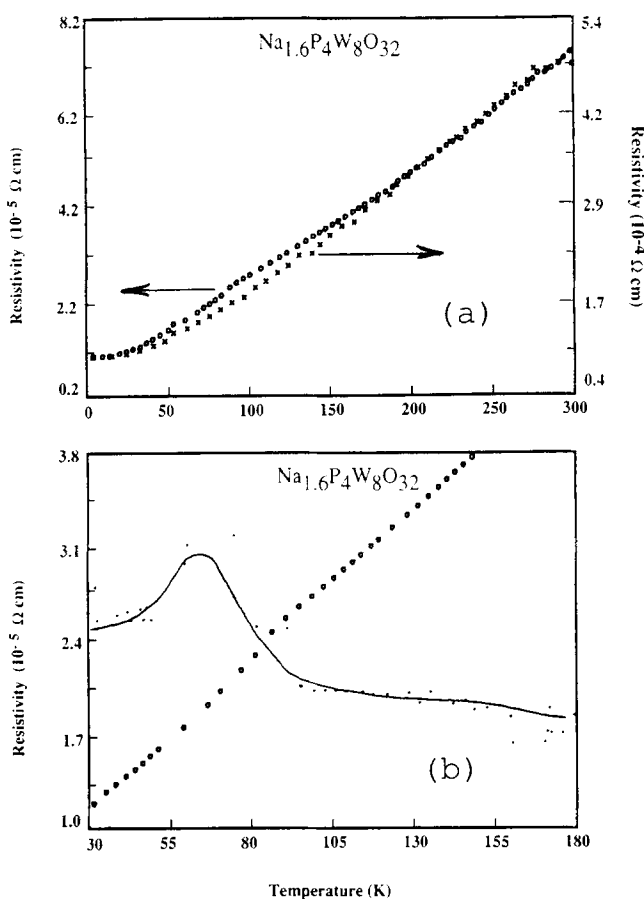 8.2
6.2
4.2
2.2
0.2
Resistivity (10⁻⁵ Ω cm)
Na₁.₆P₄W₈O₃₂
(a)
5.4
4.2
2.9
1.7
0.4
Resistivity (10⁻⁴ Ω cm)
0 50 100 150 200 250 300
3.8
3.1
2.4
1.7
1.0
Resistivity (10⁻⁵ Ω cm)
Na₁.₆P₄W₈O₃₂
(b)
30 55 80 105 130 155 180
Temperature (K)